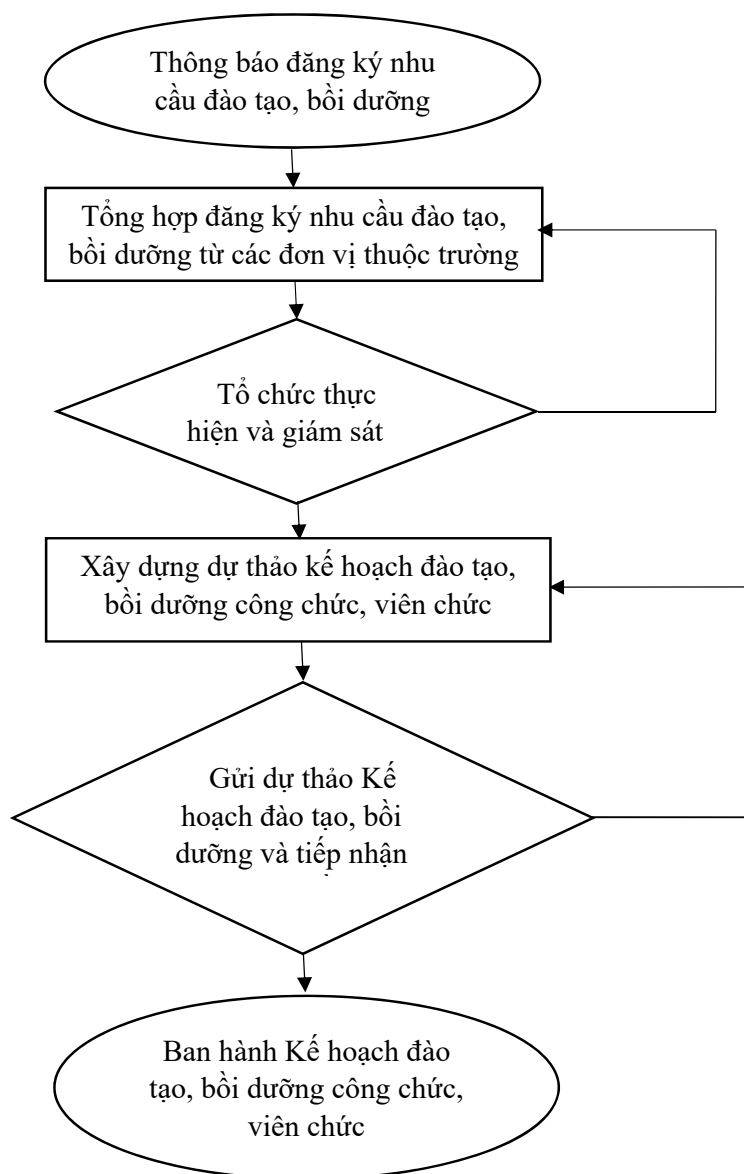 Thông báo đăng ký nhu
cầu đào tạo, bồi dưỡng
Tổng hợp đăng ký nhu cầu đào tạo,
bồi dưỡng từ các đơn vị thuộc trường
Tổ chức thực
hiện và giám sát
Xây dựng dự thảo kế hoạch đào tạo,
bồi dưỡng công chức, viên chức
Gửi dự thảo Kế
hoạch đào tạo, bồi
dưỡng và tiếp nhận
Ban hành Kế hoạch đào
tạo, bồi dưỡng công chức,
viên chức